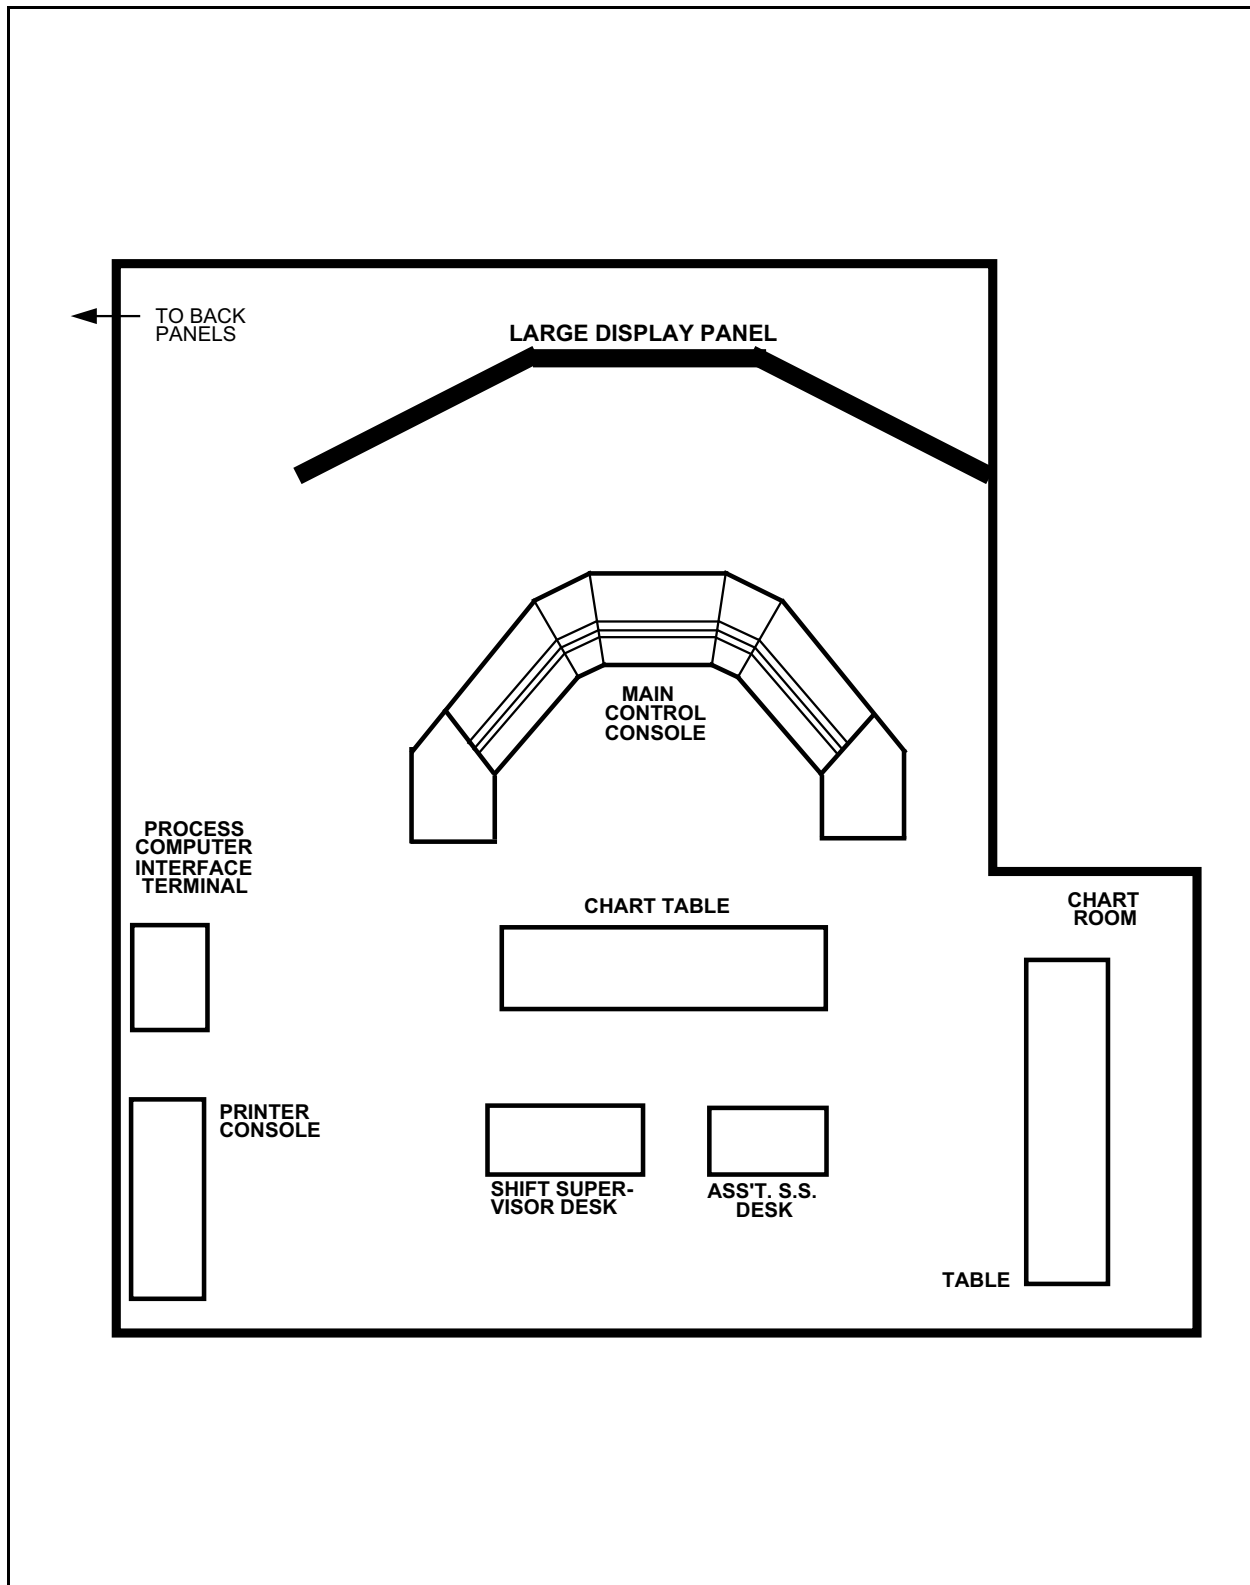 TO BACK
PANELS
LARGE DISPLAY PANEL
MAIN
CONTROL
CONSOLE
PROCESS
COMPUTER
INTERFACE
TERMINAL
CHART TABLE
CHART
ROOM
PRINTER
CONSOLE
SHIFT SUPER-
VISOR DESK
ASS'T. S.S.
DESK
TABLE